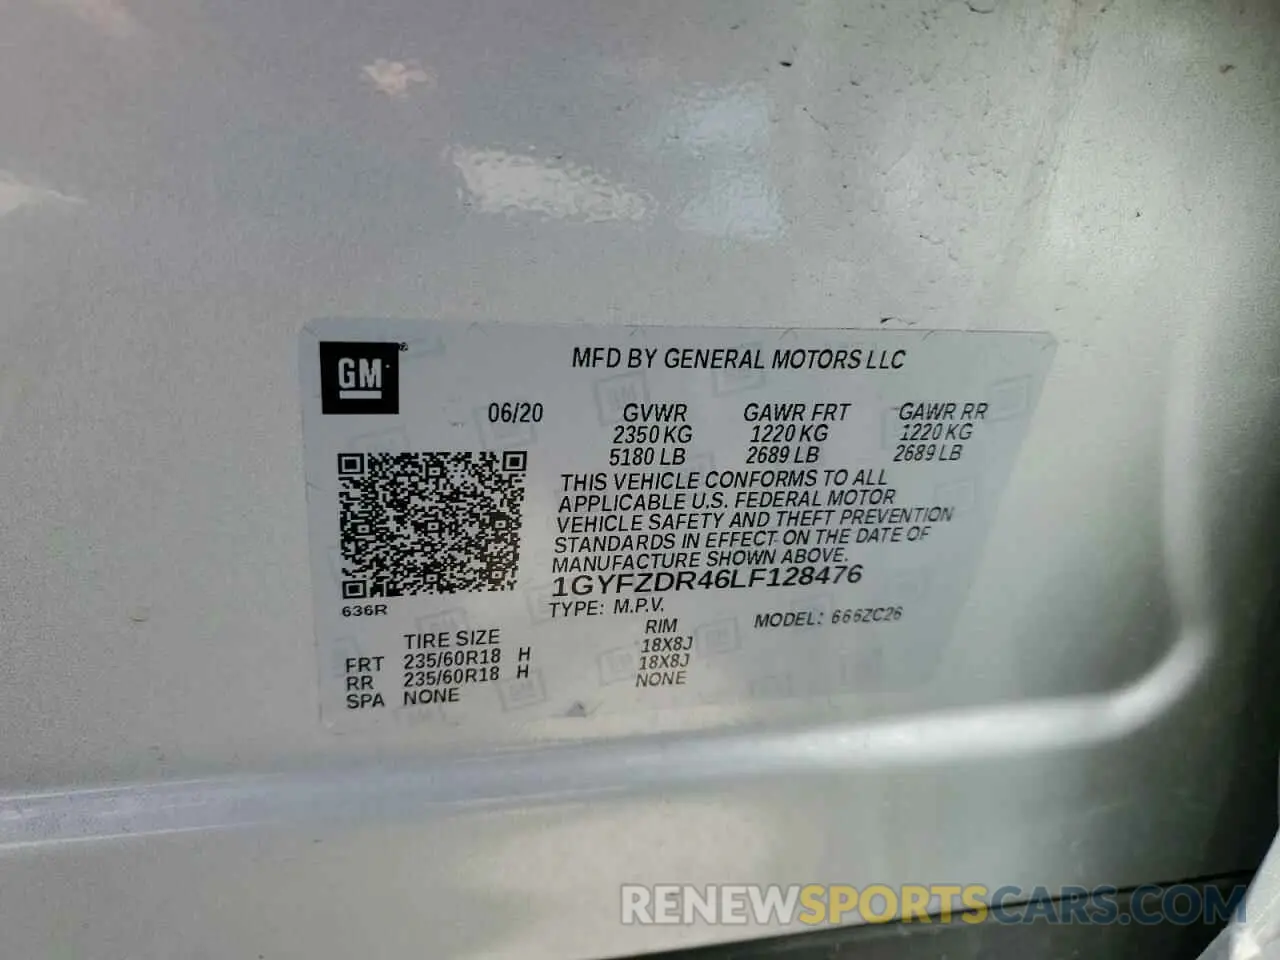 GM®
MFD BY GENERAL MOTORS LLC
06/20 GVWR GAWR FRT GAWR RR
2350 KG 1220 KG 1220 KG
5180 LB 2689 LB 2689 LB
THIS VEHICLE CONFORMS TO ALL
APPLICABLE U.S. FEDERAL MOTOR
VEHICLE SAFETY AND THEFT PREVENTION
STANDARDS IN EFFECT ON THE DATE OF
MANUFACTURE SHOWN ABOVE.
1GYFZDR46LF128476
636R
TYPE: M.P.V. MODEL: 666ZC26
TIRE SIZE RIM
FRT 235/60R18 H 18X8J
RR 235/60R18 H 18X8J
SPA NONE NONE
RENEWSPORTSCARS.COM